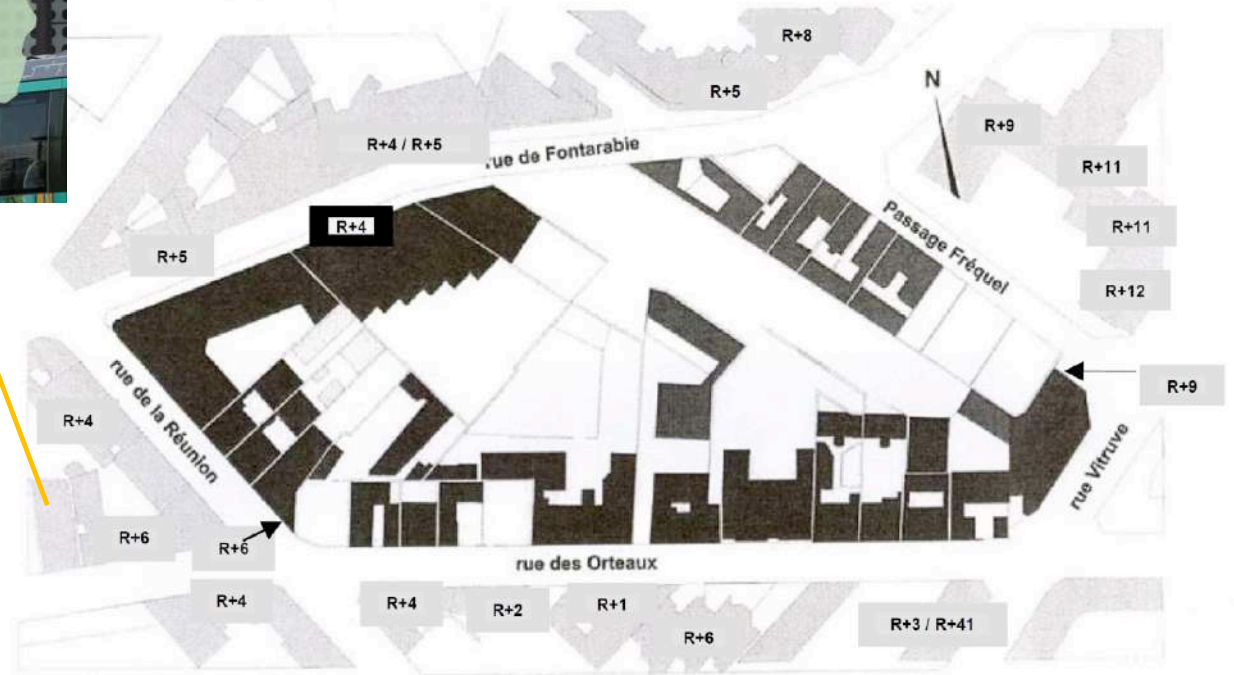 R+8
R+5
N
R+9
R+4 / R+5
rue de Fontarabie
R+11
R+4
Passage Fréquel
R+11
R+5
R+12
R+9
rue de la Réunion
R+4
rue Vitruve
R+6
R+6
rue des Orteaux
R+4
R+4
R+2
R+1
R+6
R+3 / R+41